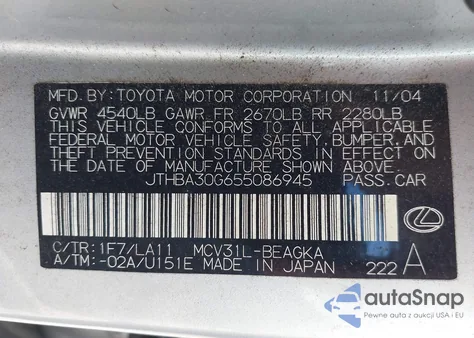 MFD.BY:TOYOTA MOTOR CORPORATION 11/04
GVWR 4540LB GAWR FR 2670LB RR 2280LB
THIS VEHICLE CONFORMS TO ALL APPLICABLE
FEDERAL MOTOR VEHICLE SAFETY, BUMPER, AND
THEFT PREVENTION STANDARDS IN EFFECT ON
THE DATE OF MANUFACTURE SHOWN ABOVE.
JTHBA30G655086945 PASS.CAR
C/TR:1F7/LA11 MCV31L-BEAGKA
A/TM:-02A/U151E MADE IN JAPAN 222 A
autoSnap
Pewne auta z USA i EU